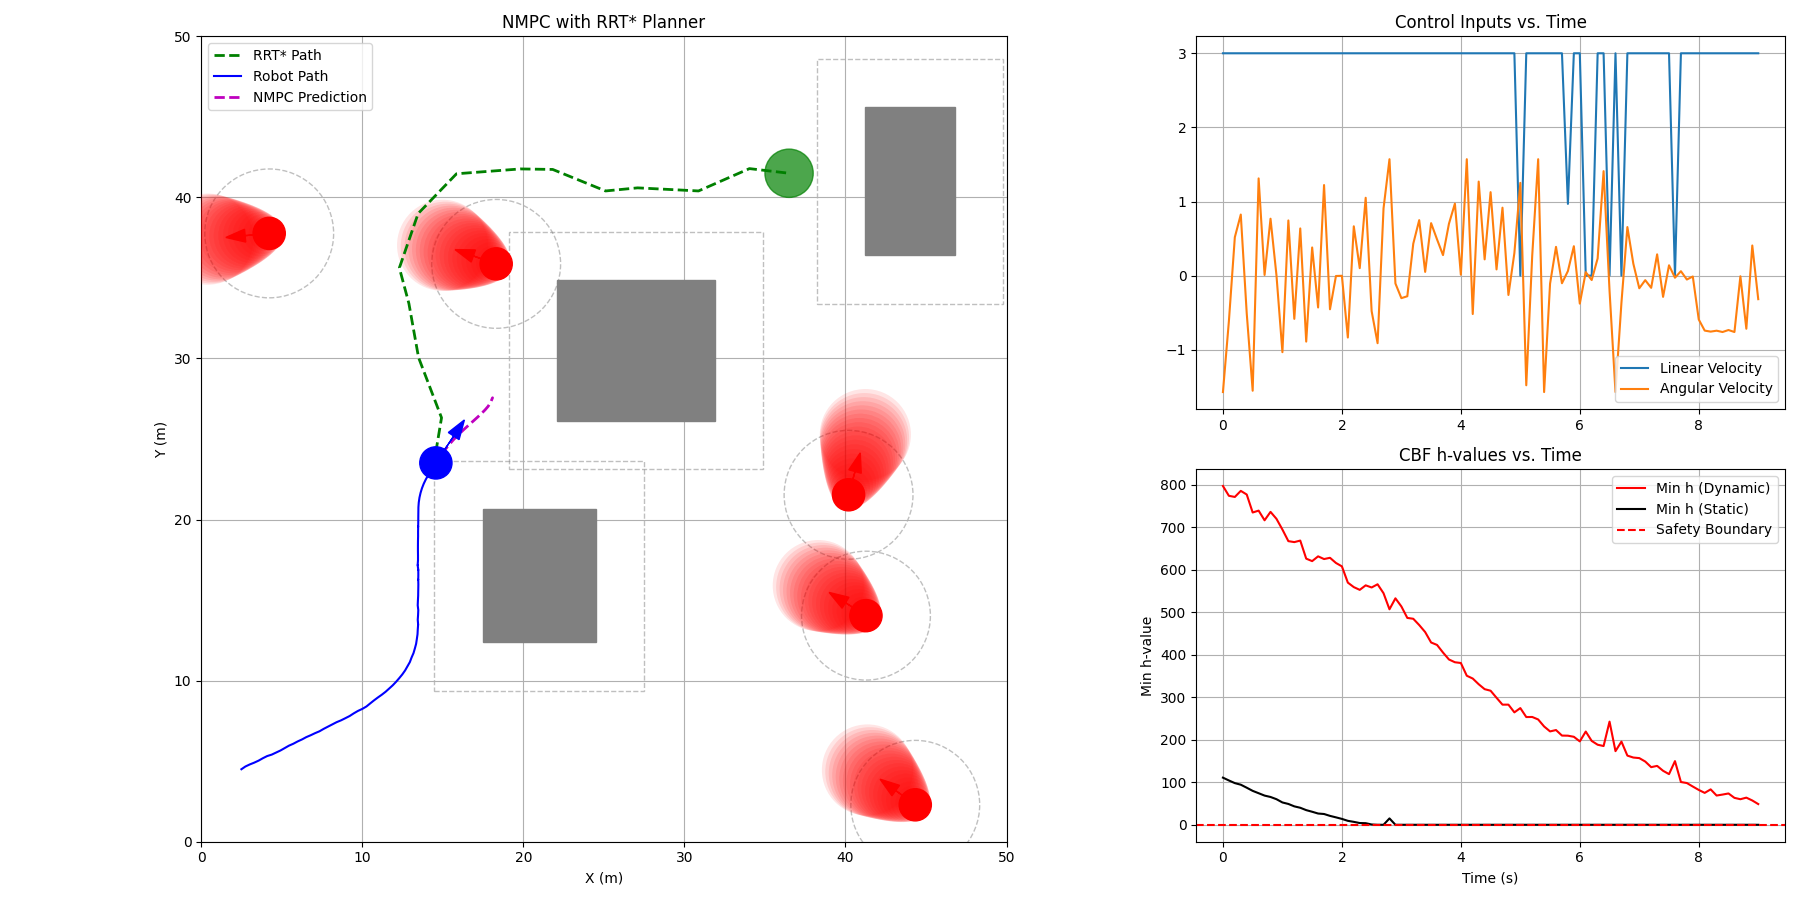 NMPC with RRT* Planner
RRT* Path
Robot Path
NMPC Prediction
Y (m)
50
40
30
20
10
0
0 10 20 30 40 50
X (m)
Control Inputs vs. Time
3
2
1
0
−1
Linear Velocity
Angular Velocity
0 2 4 6 8
CBF h-values vs. Time
Min h-value
800
700
600
500
400
300
200
100
0
Min h (Dynamic)
Min h (Static)
Safety Boundary
0 2 4 6 8
Time (s)